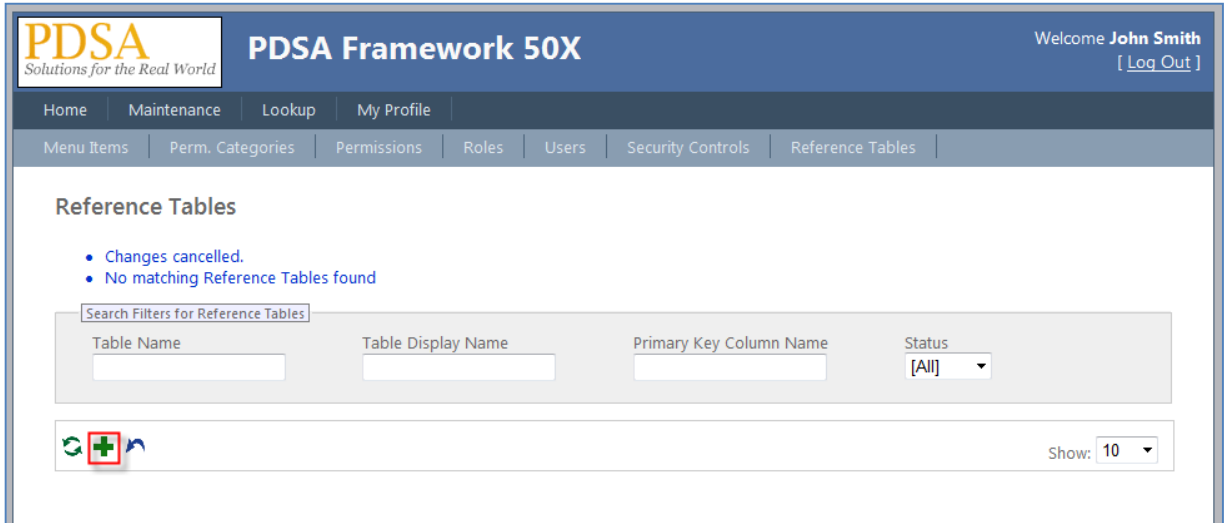 PDSA
Solutions for the Real World
PDSA Framework 50X
Welcome John Smith
[ Log Out ]
Home Maintenance Lookup My Profile
Menu Items Perm. Categories Permissions Roles Users Security Controls Reference Tables
Reference Tables
• Changes cancelled.
• No matching Reference Tables found
Search Filters for Reference Tables
Table Name Table Display Name Primary Key Column Name Status
[All]
Show: 10